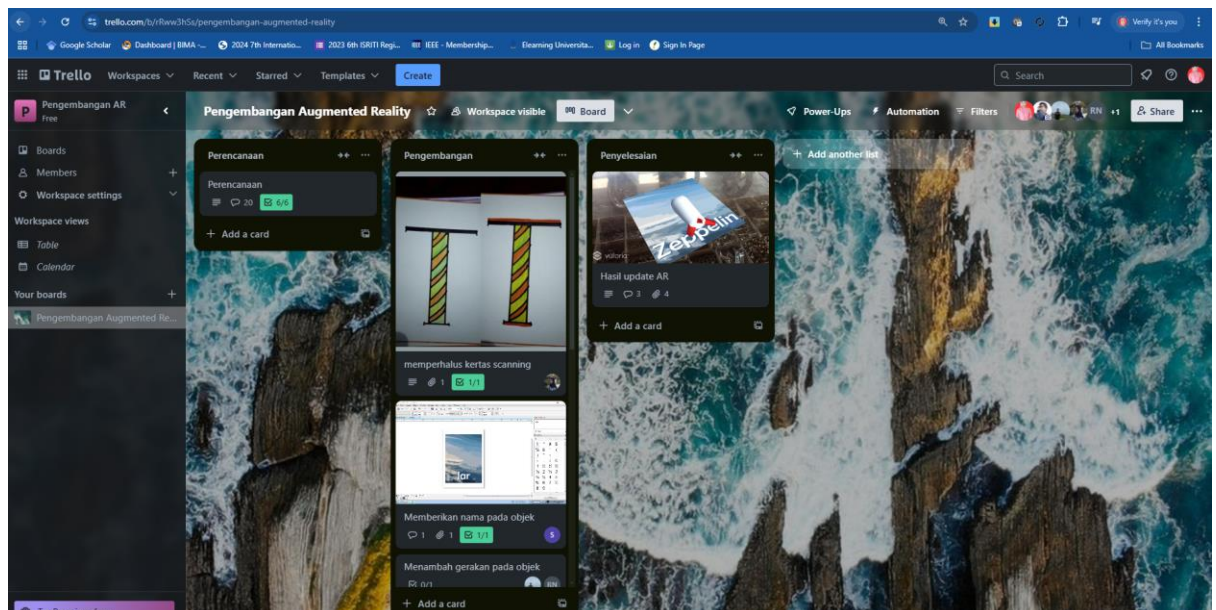 trello.com/b/rRww3hSs/pengembangan-augmented-reality
Verify it's you
Google Scholar
Dashboard | BIMA -...
2024 7th Internatio...
2023 6th ISRITI Regi...
IEEE - Membership...
Elearning Universita...
Log in
Sign In Page
All Bookmarks
Trello
Workspaces
Recent
Starred
Templates
Create
Search
P
Pengembangan AR
Free
Pengembangan Augmented Reality
Workspace visible
Board
Power-Ups
Automation
Filters
RN
+1
Share
Boards
Members
Workspace settings
Workspace views
Table
Calendar
Your boards
Pengembangan Augmented Re...
Perencanaan
Perencanaan
20
6/6
+ Add a card
Pengembangan
memperhalus kertas scanning
1
1/1
lar
Memberikan nama pada objek
1
1
1/1
S
Menambah gerakan pada objek
0/1
RN
+ Add a card
Penyelesaian
Zeppelin
vuforia
Hasil update AR
3
4
+ Add a card
+ Add another list